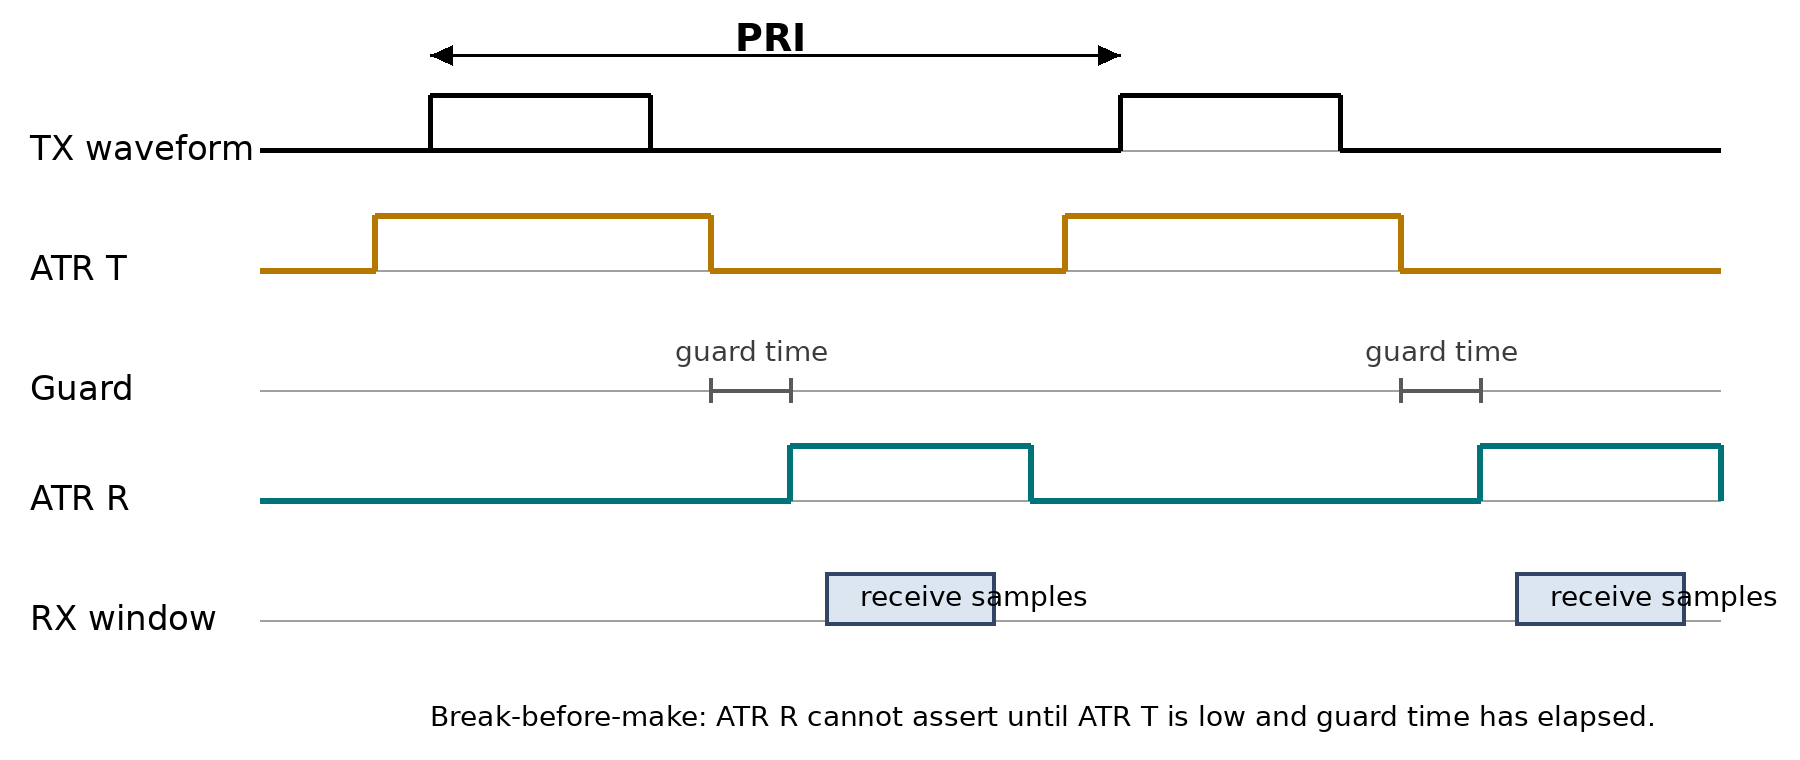 PRI
TX waveform
ATR T
guard time guard time
Guard
ATR R
receive samples receive samples
RX window
Break-before-make: ATR R cannot assert until ATR T is low and guard time has elapsed.